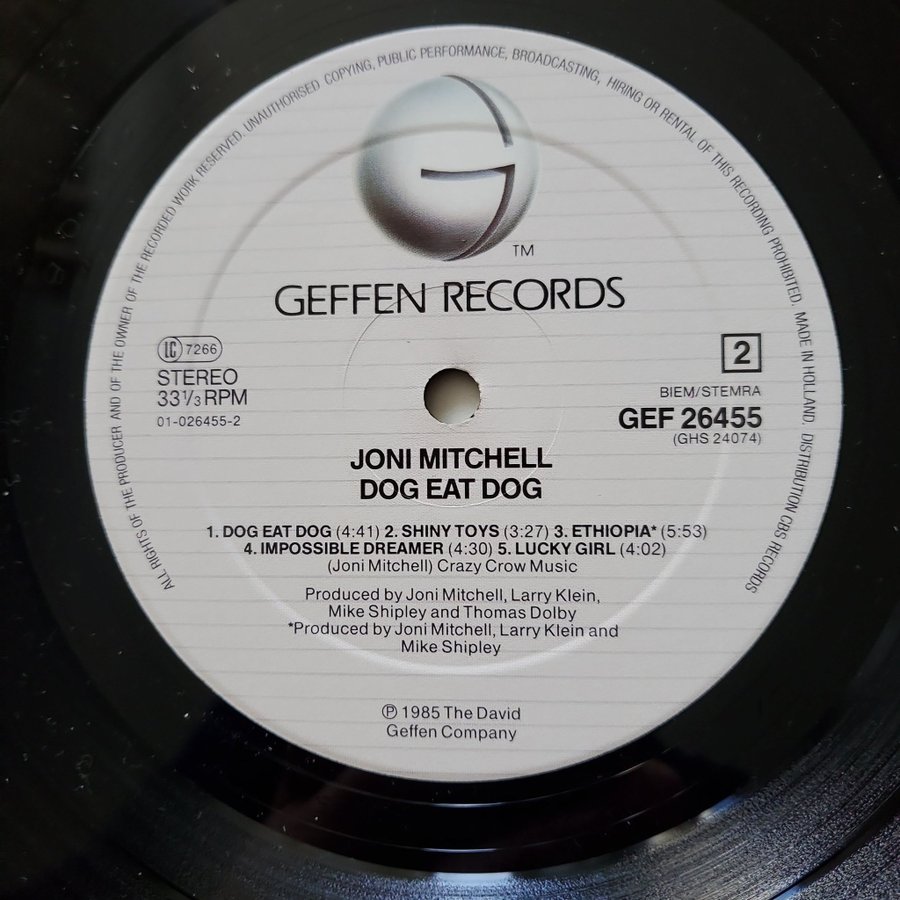 ALL RIGHTS OF THE PRODUCER AND OF THE OWNER OF THE RECORDED WORK RESERVED. UNAUTHORISED COPYING, PUBLIC PERFORMANCE, BROADCASTING, HIRING OR RENTAL OF THIS RECORDING PROHIBITED. MADE IN HOLLAND. DISTRIBUTION CBS RECORDS
G
TM
GEFFEN RECORDS
LC 7266
STEREO
33 1/3 RPM
01-026455-2
2
BIEM/STEMRA
GEF 26455
(GHS 24074)
JONI MITCHELL
DOG EAT DOG
1. DOG EAT DOG (4:41) 2. SHINY TOYS (3:27) 3. ETHIOPIA* (5:53)
4. IMPOSSIBLE DREAMER (4:30) 5. LUCKY GIRL (4:02)
(Joni Mitchell) Crazy Crow Music
Produced by Joni Mitchell, Larry Klein,
Mike Shipley and Thomas Dolby
*Produced by Joni Mitchell, Larry Klein and
Mike Shipley
℗ 1985 The David
Geffen Company